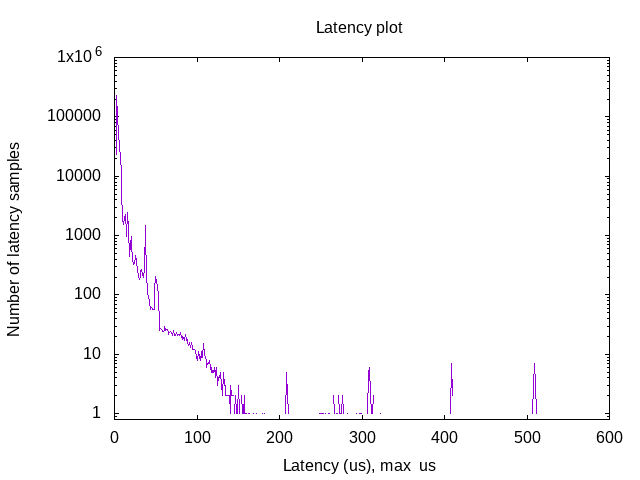 Latency plot
1x10^6
100000
10000
1000
100
10
1
Number of latency samples
0 100 200 300 400 500 600
Latency (us), max  us